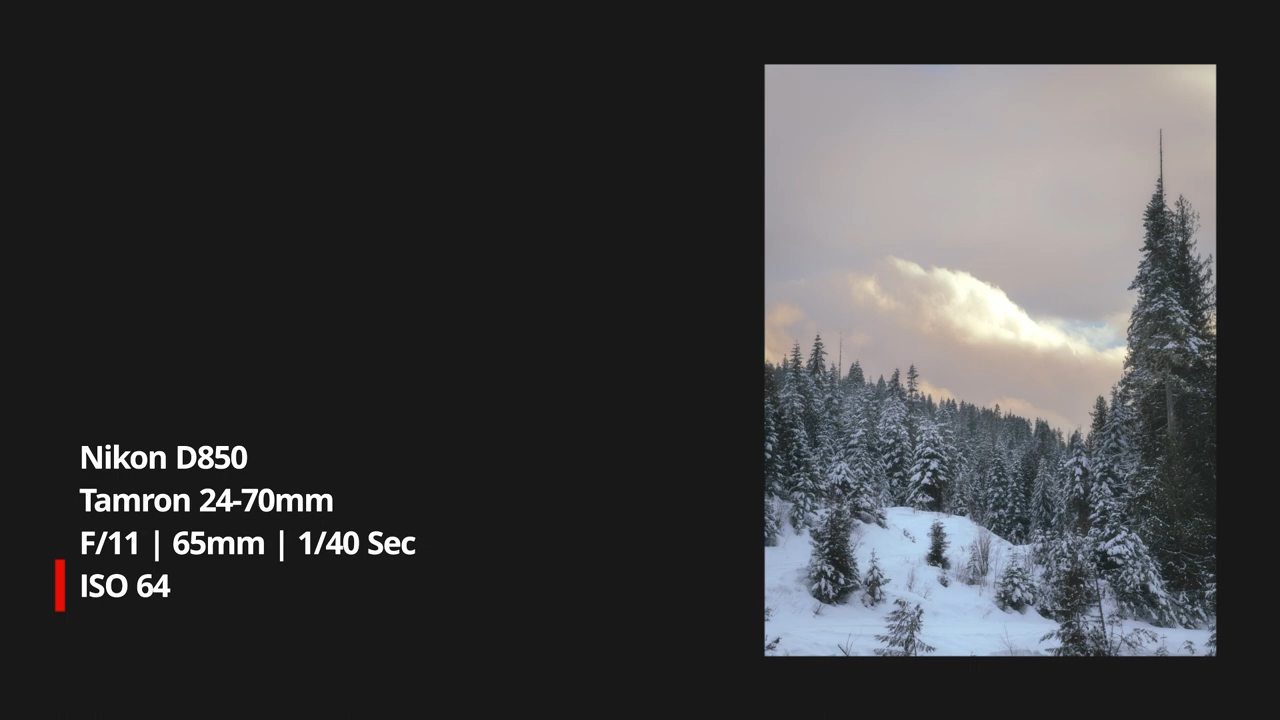 Nikon D850
Tamron 24-70mm
F/11 | 65mm | 1/40 Sec
ISO 64